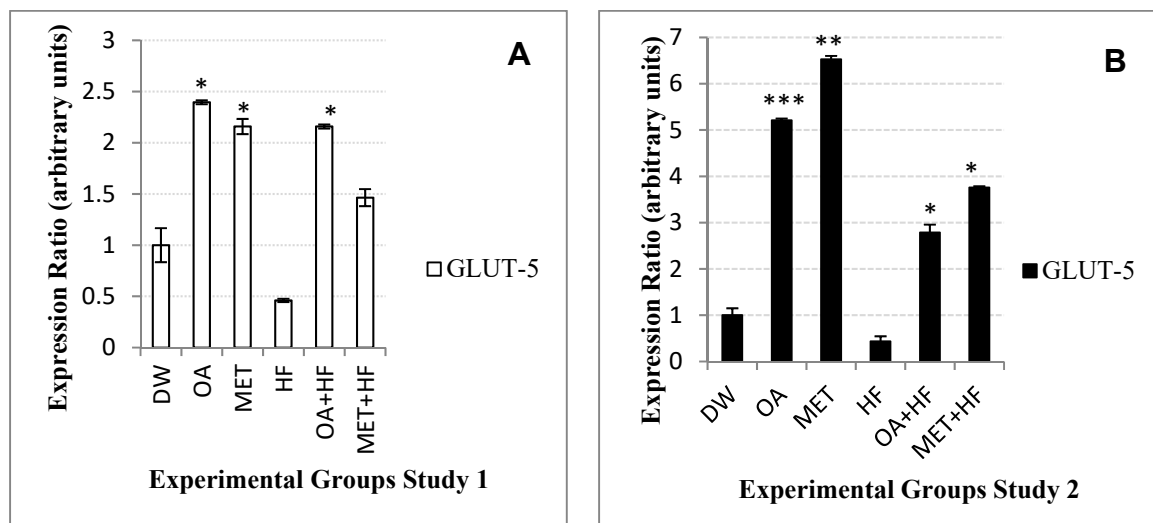 A
Expression Ratio (arbitrary units)
3
2.5
2
1.5
1
0.5
0
*
*
*
DW
OA
MET
HF
OA+HF
MET+HF
GLUT-5
Experimental Groups Study 1
B
Expression Ratio (arbitrary units)
7
6
5
4
3
2
1
0
***
**
*
*
DW
OA
MET
HF
OA+HF
MET+HF
GLUT-5
Experimental Groups Study 2